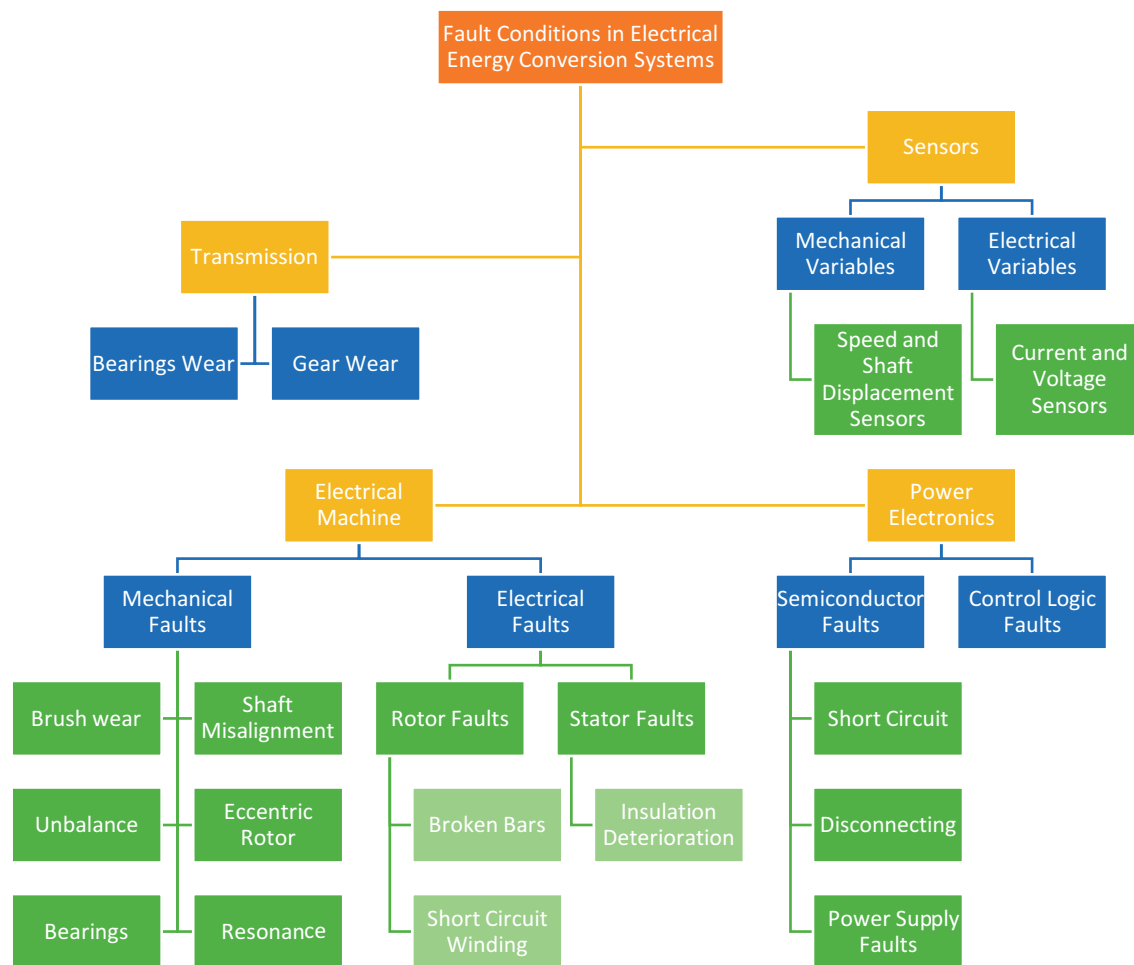 Fault Conditions in Electrical
Energy Conversion Systems
Sensors
Transmission
Mechanical
Variables
Electrical
Variables
Bearings Wear
Gear Wear
Speed and
Shaft
Displacement
Sensors
Current and
Voltage
Sensors
Electrical
Machine
Power
Electronics
Mechanical
Faults
Electrical
Faults
Semiconductor
Faults
Control Logic
Faults
Brush wear
Shaft
Misalignment
Rotor Faults
Stator Faults
Short Circuit
Unbalance
Eccentric
Rotor
Broken Bars
Insulation
Deterioration
Disconnecting
Bearings
Resonance
Short Circuit
Winding
Power Supply
Faults